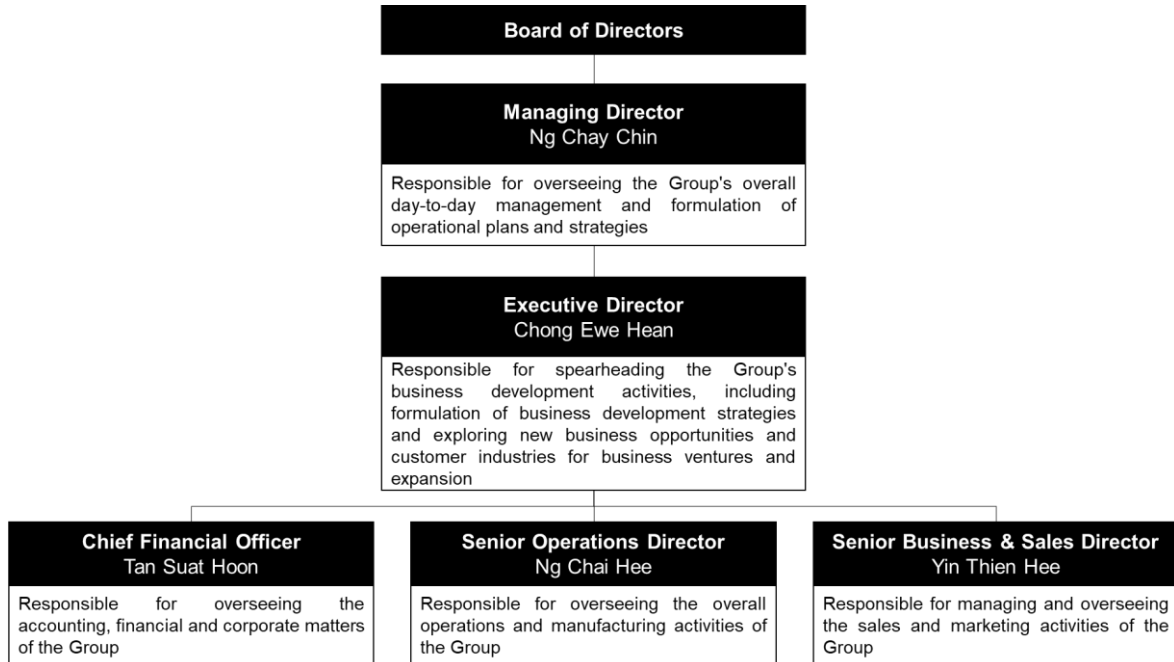 Board of Directors
Managing Director
Ng Chay Chin
Responsible for overseeing the Group's overall
day-to-day management and formulation of
operational plans and strategies
Executive Director
Chong Ewe Hean
Responsible for spearheading the Group's
business development activities, including
formulation of business development strategies
and exploring new business opportunities and
customer industries for business ventures and
expansion
Chief Financial Officer
Tan Suat Hoon
Responsible for overseeing the
accounting, financial and corporate matters
of the Group
Senior Operations Director
Ng Chai Hee
Responsible for overseeing the overall
operations and manufacturing activities of
the Group
Senior Business & Sales Director
Yin Thien Hee
Responsible for managing and overseeing
the sales and marketing activities of the
Group